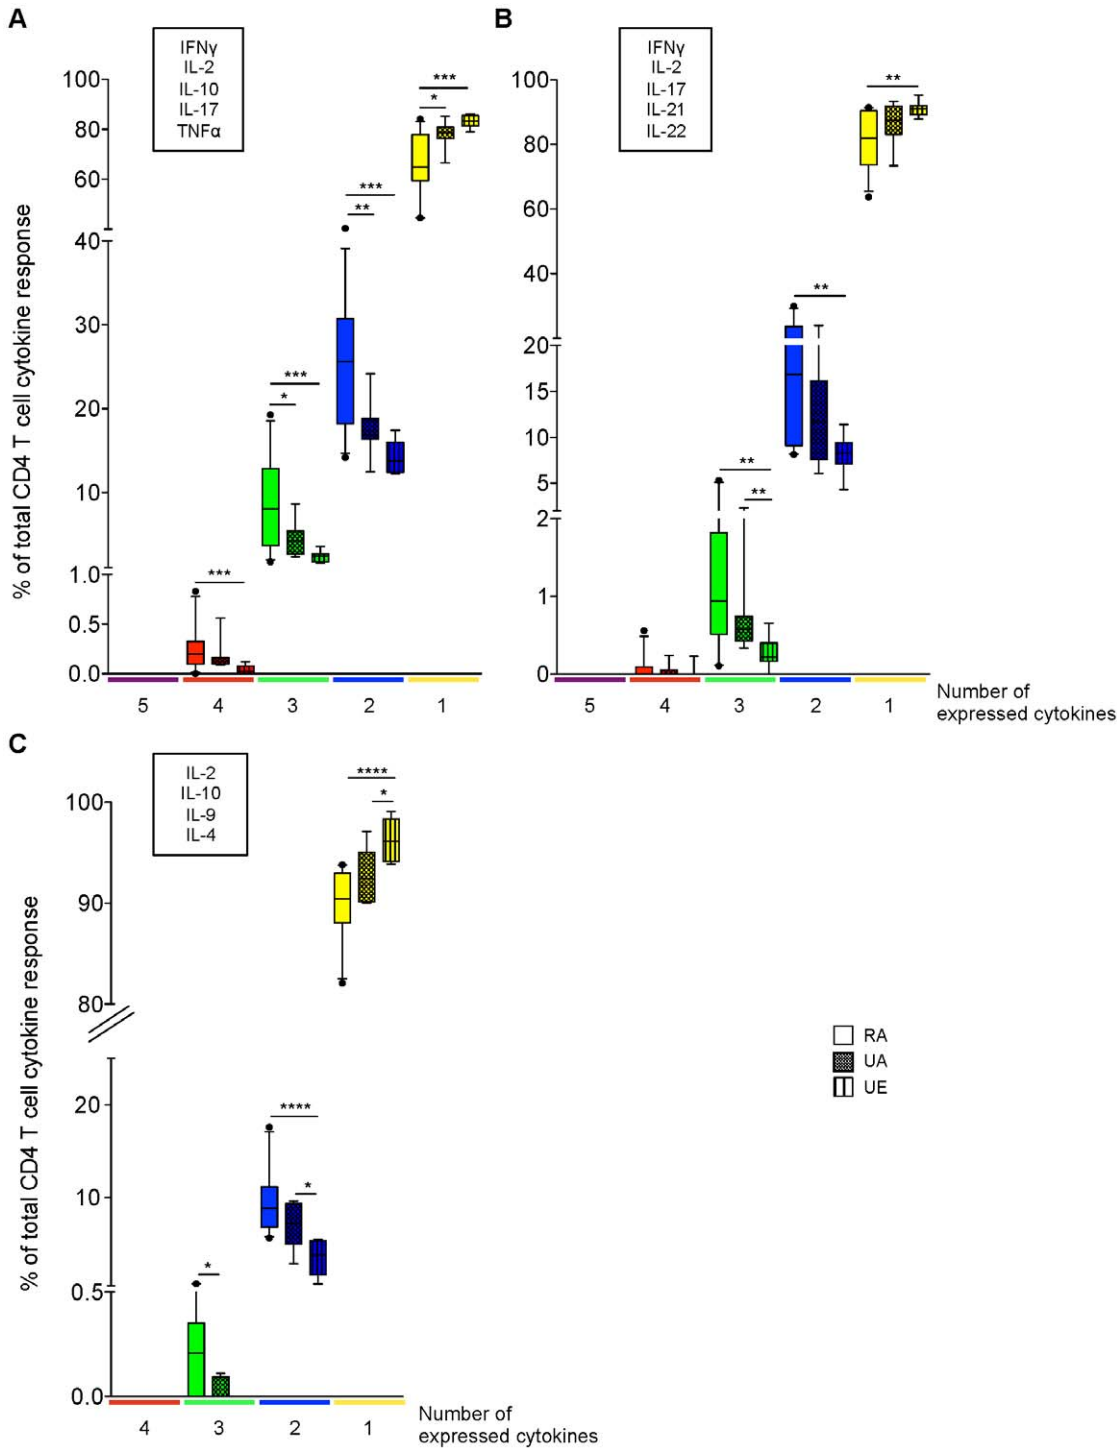 A
IFNγ
IL-2
IL-10
IL-17
TNFα
% of total CD4 T cell cytokine response
100
80
60
40
30
20
10
1.0
0.5
0.0
***
*
***
**
***
*
***
5 4 3 2 1
B
IFNγ
IL-2
IL-17
IL-21
IL-22
100
80
60
40
20
15
10
5
2
1
0
**
**
**
**
5 4 3 2 1
Number of
expressed cytokines
C
IL-2
IL-10
IL-9
IL-4
% of total CD4 T cell cytokine response
100
90
80
20
10
0.5
0.0
****
*
****
*
*
4 3 2 1
Number of
expressed cytokines
RA
UA
UE